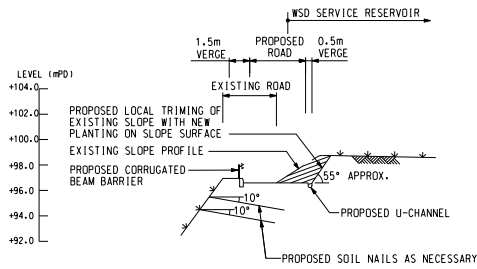 WSD SERVICE RESERVOIR
1.5m
VERGE
PROPOSED
ROAD
0.5m
VERGE
LEVEL (mPD)
EXISTING ROAD
+104.0
+102.0
+100.0
+98.0
+96.0
+94.0
+92.0
PROPOSED LOCAL TRIMING OF
EXISTING SLOPE WITH NEW
PLANTING ON SLOPE SURFACE
EXISTING SLOPE PROFILE
PROPOSED CORRUGATED
BEAM BARRIER
55° APPROX.
10°
10°
PROPOSED U-CHANNEL
PROPOSED SOIL NAILS AS NECESSARY